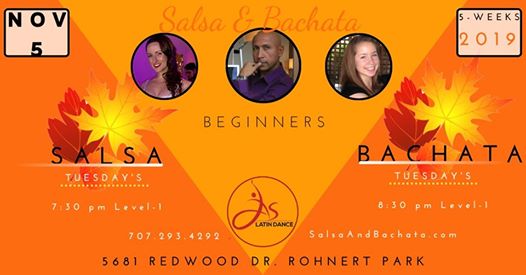 Salsa & Bachata
NOV
5
5-WEEKS
2019
BEGINNERS
SALSA
TUESDAY'S
7:30 pm Level-1
BACHATA
TUESDAY'S
8:30 pm Level-1
JAS
LATIN DANCE
707.293.4292
SalsaAndBachata.com
5681 REDWOOD DR. ROHNERT PARK